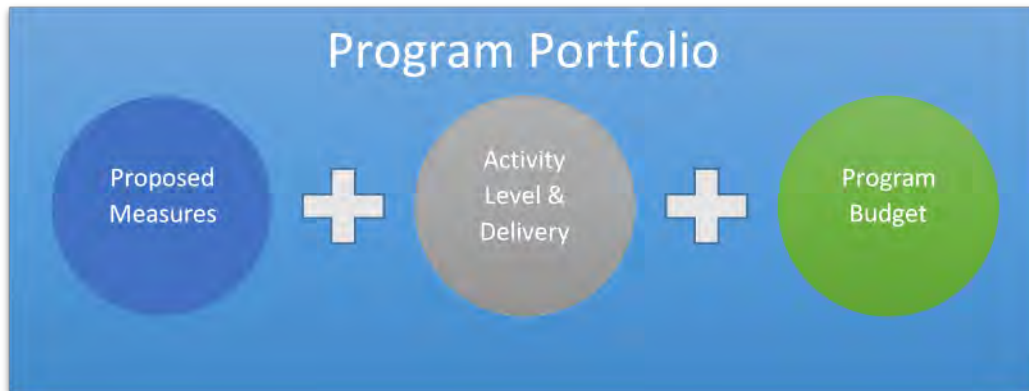 Program Portfolio
Proposed
Measures
Activity
Level &
Delivery
Program
Budget